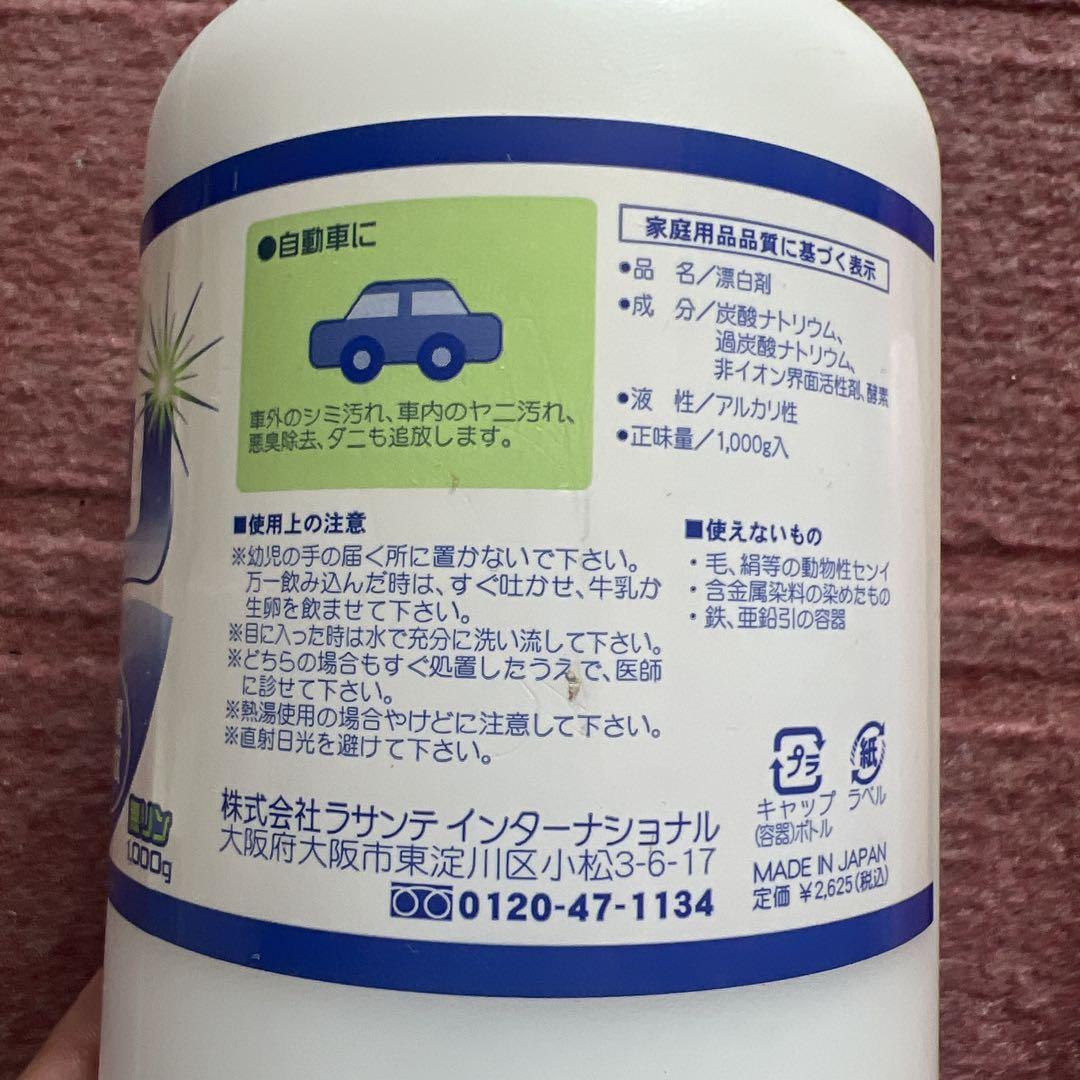 ●自動車に
車外のシミ汚れ、車内のヤニ汚れ、
悪臭除去、ダニも追放します。
家庭用品品質に基づく表示
●品 名/漂白剤
●成 分/炭酸ナトリウム、
過炭酸ナトリウム、
非イオン界面活性剤、酵素
●液 性/アルカリ性
●正味量/1,000g入
■使用上の注意
※幼児の手の届く所に置かないで下さい。
万一飲み込んだ時は、すぐ吐かせ、牛乳か
生卵を飲ませて下さい。
※目に入った時は水で充分に洗い流して下さい。
※どちらの場合もすぐ処置したうえで、医師
に診せて下さい。
※熱湯使用の場合やけどに注意して下さい。
※直射日光を避けて下さい。
■使えないもの
・毛、絹等の動物性センイ
・含金属染料の染めたもの
・鉄、亜鉛引の容器
プラ
紙
キャップ
(容器)ボトル
ラベル
無リン
1,000g
株式会社ラサンテ インターナショナル
大阪府大阪市東淀川区小松3-6-17
0120-47-1134
MADE IN JAPAN
定価 ¥2,625(税込)